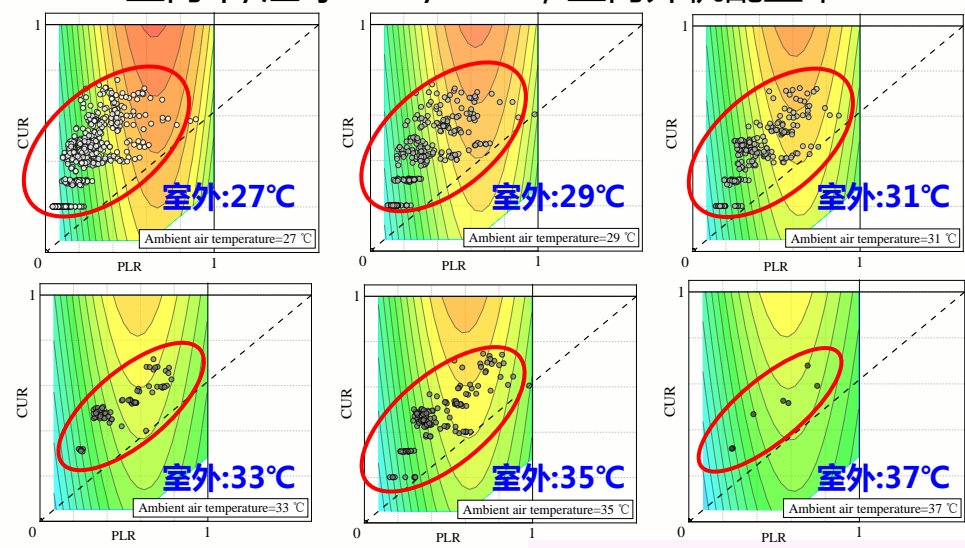 1
CUR
室外:27℃
Ambient air temperature=27 ℃
0
PLR
1
1
CUR
室外:29℃
Ambient air temperature=29 ℃
0
PLR
1
1
CUR
室外:31℃
Ambient air temperature=31 ℃
0
PLR
1
1
CUR
室外:33℃
Ambient air temperature=33 ℃
0
PLR
1
1
CUR
室外:35℃
Ambient air temperature=35 ℃
0
PLR
1
1
CUR
室外:37℃
Ambient air temperature=37 ℃
0
PLR
1